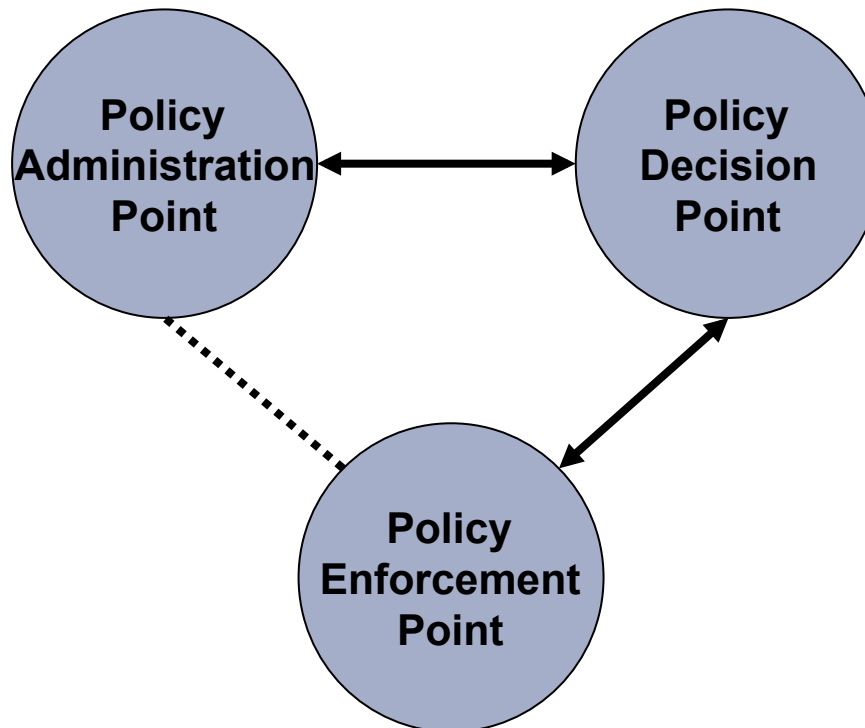 Policy
Administration
Point
Policy
Decision
Point
Policy
Enforcement
Point